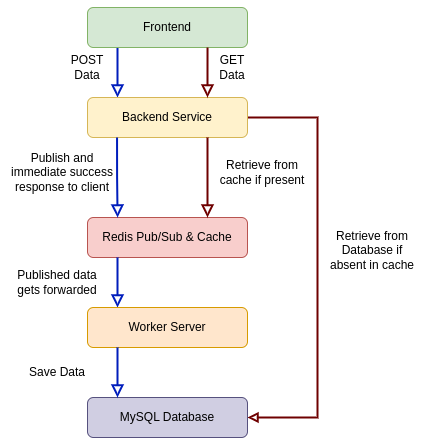 Frontend
POST
Data
GET
Data
Backend Service
Publish and
immediate success
response to client
Retrieve from
cache if present
Redis Pub/Sub & Cache
Retrieve from
Database if
absent in cache
Published data
gets forwarded
Worker Server
Save Data
MySQL Database